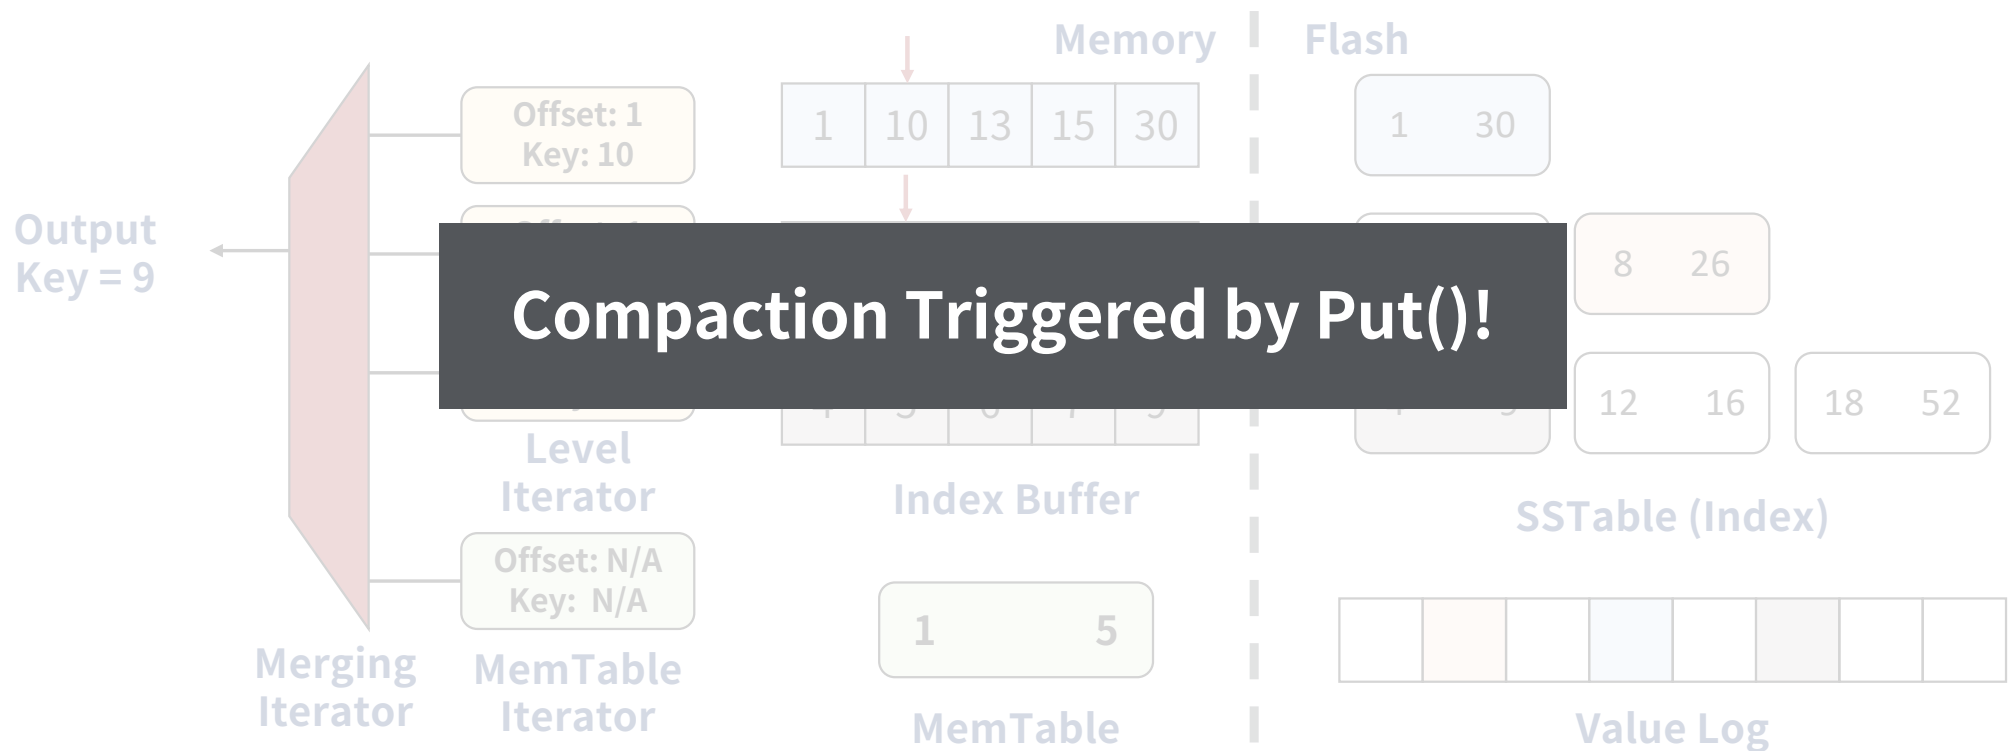 Memory
Flash
Offset: 1
Key: 10
1 10 13 15 30
1 30
Output
Key = 9
8 26
Compaction Triggered by Put()!
12 16
18 52
Level
Iterator
Index Buffer
SSTable (Index)
Offset: N/A
Key: N/A
1 5
Merging
Iterator
MemTable
Iterator
MemTable
Value Log